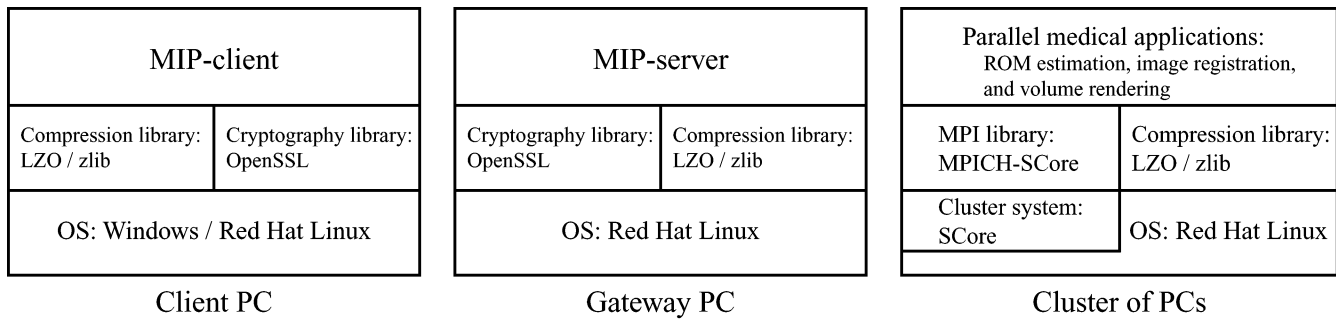 MIP-client
Compression library:
LZO / zlib
Cryptography library:
OpenSSL
OS: Windows / Red Hat Linux
Client PC
MIP-server
Cryptography library:
OpenSSL
Compression library:
LZO / zlib
OS: Red Hat Linux
Gateway PC
Parallel medical applications:
ROM estimation, image registration,
and volume rendering
MPI library:
MPICH-SCore
Compression library:
LZO / zlib
Cluster system:
SCore
OS: Red Hat Linux
Cluster of PCs